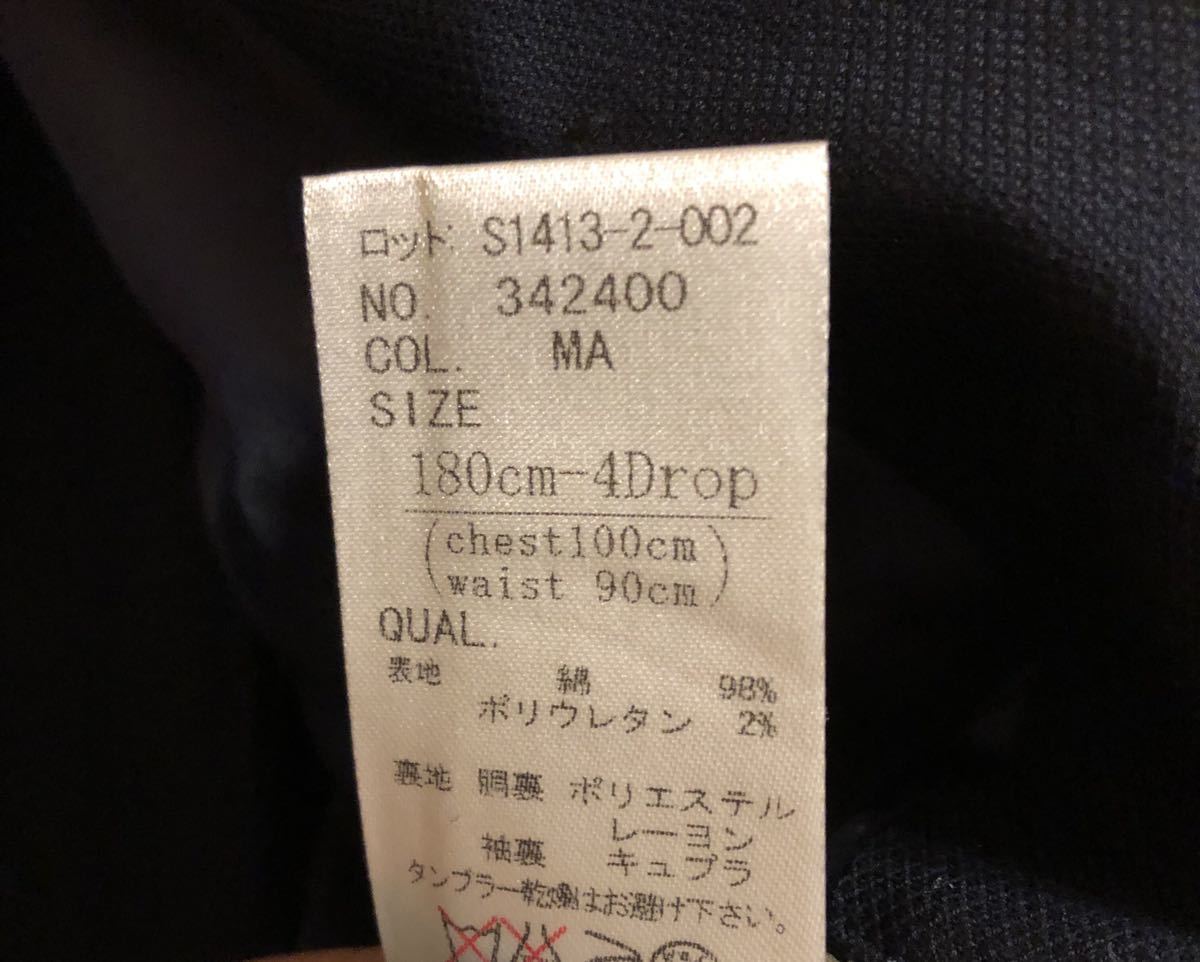 ロッド: S1413-2-002
NO. 342400
COL. MA
SIZE
180cm-4Drop
(chest100cm
waist 90cm)
QUAL.
表地 綿 98%
ポリウレタン 2%
裏地 胴裏 ポリエステル
レーヨン
袖裏 キュプラ
タンブラー乾燥はお避け下さい。